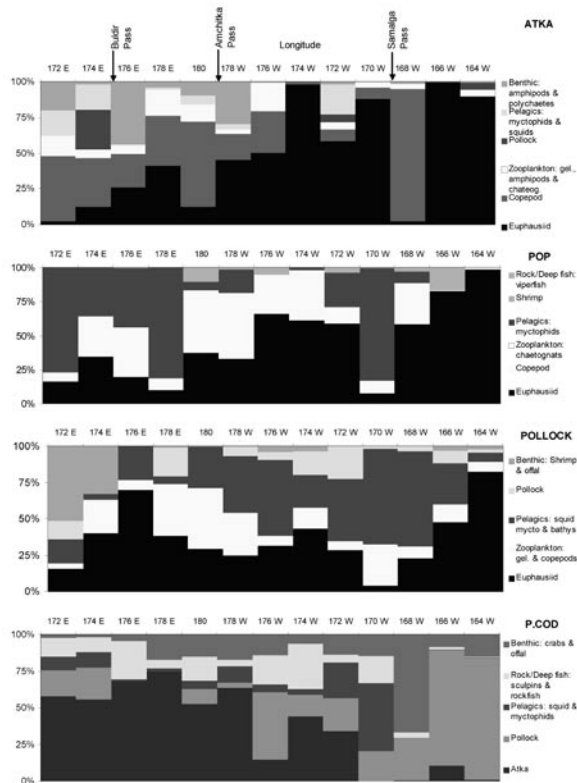 ATKA
Buldir Pass
Amchitka Pass
Longitude
Samalga Pass
172 E 174 E 176 E 178 E 180 178 W 176 W 174 W 172 W 170 W 168 W 166 W 164 W
100%
75%
50%
25%
0%
Benthic:
amphipods &
polychaetes
Pelagics:
myctophids &
squids
Pollock
Zooplankton: gel.,
amphipods &
chateog
Copepod
Euphausiid
POP
172 E 174 E 176 E 178 E 180 178 W 176 W 174 W 172 W 170 W 168 W 166 W 164 W
100%
75%
50%
25%
0%
Rock/Deep fish:
viperfish
Shrimp
Pelagics:
myctophids
Zooplankton:
chaetognats
Copepod
Euphausiid
POLLOCK
172 E 174 E 176 E 178 E 180 178 W 176 W 174 W 172 W 170 W 168 W 166 W 164 W
100%
75%
50%
25%
0%
Benthic: Shrimp
& offal
Pollock
Pelagics: squid
mycto & bathys
Zooplankton:
gel. & copepods
Euphausiid
P.COD
172 E 174 E 176 E 178 E 180 178 W 176 W 174 W 172 W 170 W 168 W 166 W 164 W
100%
75%
50%
25%
0%
Benthic: crabs &
offal
Rock/Deep fish:
sculpins &
rockfish
Pelagics: squid &
myctophids
Pollock
Atka